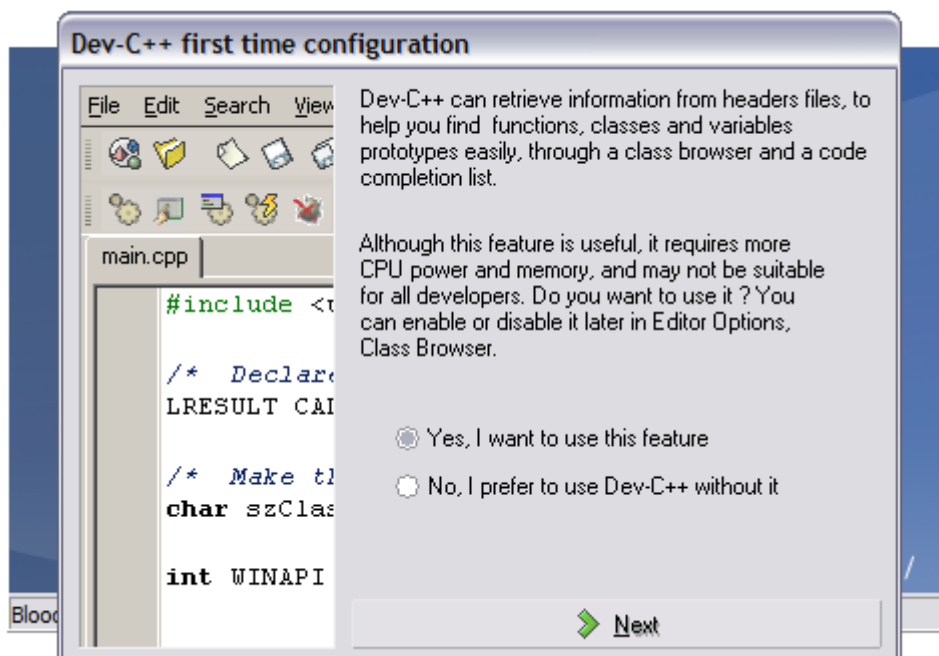 Dev-C++ first time configuration
File Edit Search View
main.cpp
#include
/* Declare
LRESULT
/* Make
char
int WINAPI
Dev-C++ can retrieve information from headers files, to
help you find functions, classes and variables
prototypes easily, through a class browser and a code
completion list.
Although this feature is useful, it requires more
CPU power and memory, and may not be suitable
for all developers. Do you want to use it ? You
can enable or disable it later in Editor Options,
Class Browser.
Yes, I want to use this feature
No, I prefer to use Dev-C++ without it
Next